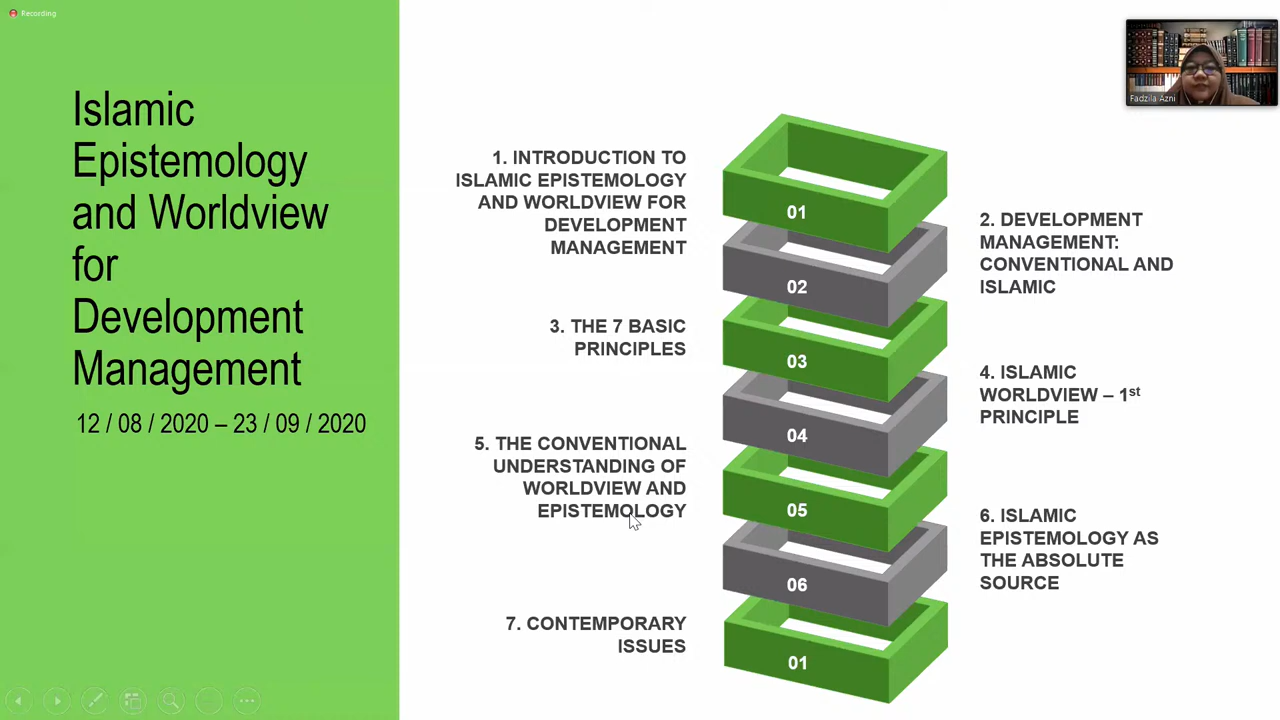 Recording
Islamic
Epistemology
and Worldview
for
Development
Management
12 / 08 / 2020 – 23 / 09 / 2020
1. INTRODUCTION TO
ISLAMIC EPISTEMOLOGY
AND WORLDVIEW FOR
DEVELOPMENT
MANAGEMENT
01
2. DEVELOPMENT
MANAGEMENT:
CONVENTIONAL AND
ISLAMIC
02
3. THE 7 BASIC
PRINCIPLES
03
4. ISLAMIC
WORLDVIEW – 1st
PRINCIPLE
04
5. THE CONVENTIONAL
UNDERSTANDING OF
WORLDVIEW AND
EPISTEMOLOGY
05
6. ISLAMIC
EPISTEMOLOGY AS
THE ABSOLUTE
SOURCE
06
7. CONTEMPORARY
ISSUES
01
Fadzila Azni